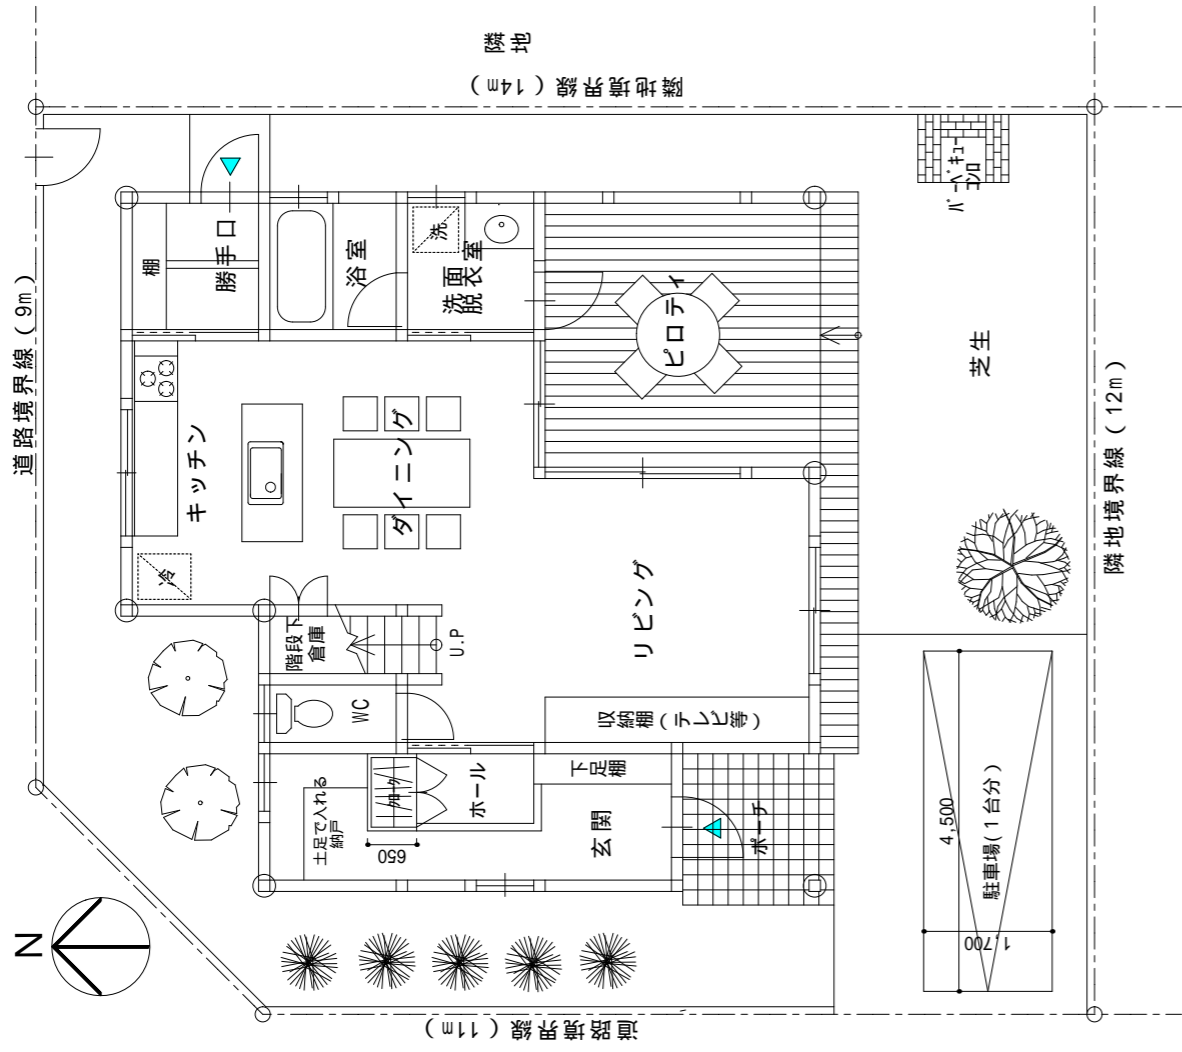 隣地
隣地境界線（14m）
道路境界線（9m）
バーベキュー
コンロ
棚
勝手口
浴室
洗
洗面
脱衣室
ピロティ
芝生
キッチン
ダイニング
冷
隣地境界線（12m）
リビング
階段下
倉庫
U.P
WC
収納棚（テレビ等）
下足棚
ホール
クローク
土足で入れる
納戸
650
玄関
ポーチ
4,500
駐車場(１台分)
1,700
N
道路境界線（11m）